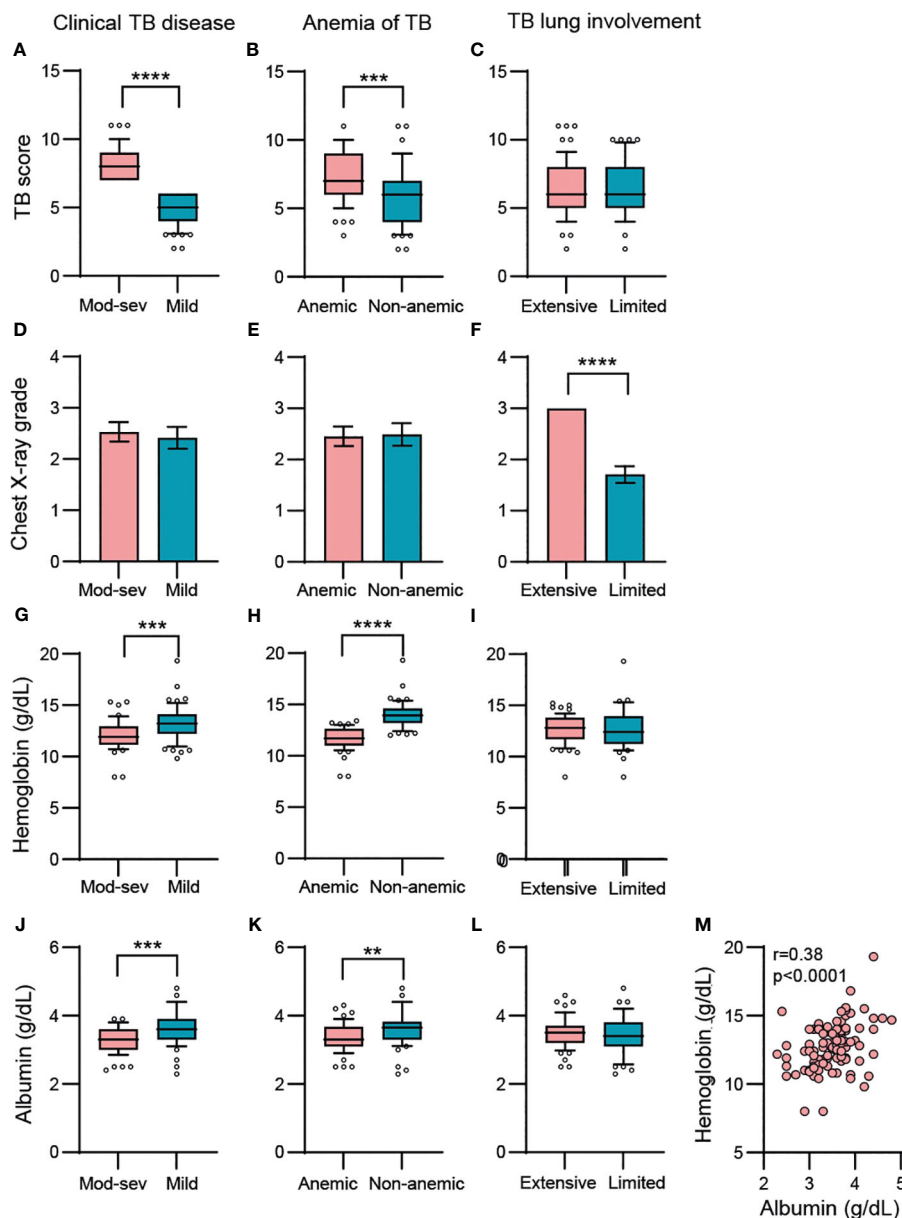 Clinical TB disease Anemia of TB TB lung involvement
A B C
TB score
15 15 15
**** ***
10 10 10
5 5 5
0 0 0
Mod-sev Mild Anemic Non-anemic Extensive Limited
D E F
Chest X-ray grade
4 4 4
****
3 3 3
2 2 2
1 1 1
0 0 0
Mod-sev Mild Anemic Non-anemic Extensive Limited
G H I
Hemoglobin (g/dL)
*** ****
20 20 20
15 15 15
10 10 10
5 5 5
0 0 0
Mod-sev Mild Anemic Non-anemic Extensive Limited
J K L M
Albumin (g/dL)
6 6 6
*** **
4 4 4
2 2 2
0 0 0
Mod-sev Mild Anemic Non-anemic Extensive Limited
Hemoglobin (g/dL)
20
r=0.38
p<0.0001
15
10
5
2 3 4 5
Albumin (g/dL)